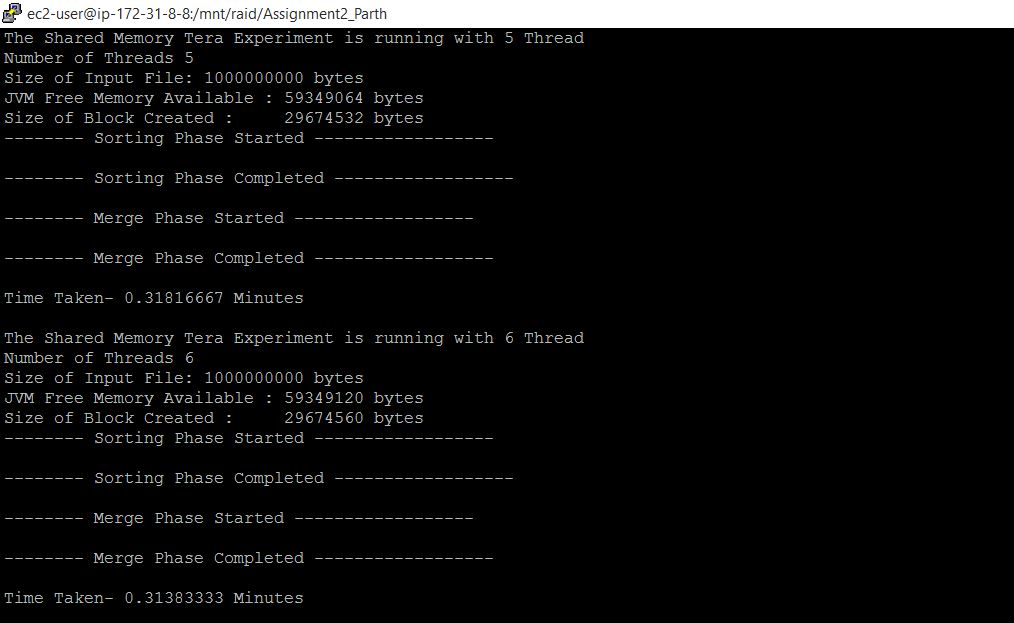 ec2-user@ip-172-31-8-8:/mnt/raid/Assignment2_Parth
The Shared Memory Tera Experiment is running with 5 Thread
Number of Threads 5
Size of Input File: 1000000000 bytes
JVM Free Memory Available : 59349064 bytes
Size of Block Created :     29674532 bytes
-------- Sorting Phase Started ------------------
-------- Sorting Phase Completed ------------------
-------- Merge Phase Started ------------------
-------- Merge Phase Completed ------------------
Time Taken- 0.31816667 Minutes
The Shared Memory Tera Experiment is running with 6 Thread
Number of Threads 6
Size of Input File: 1000000000 bytes
JVM Free Memory Available : 59349120 bytes
Size of Block Created :     29674560 bytes
-------- Sorting Phase Started ------------------
-------- Sorting Phase Completed ------------------
-------- Merge Phase Started ------------------
-------- Merge Phase Completed ------------------
Time Taken- 0.31383333 Minutes